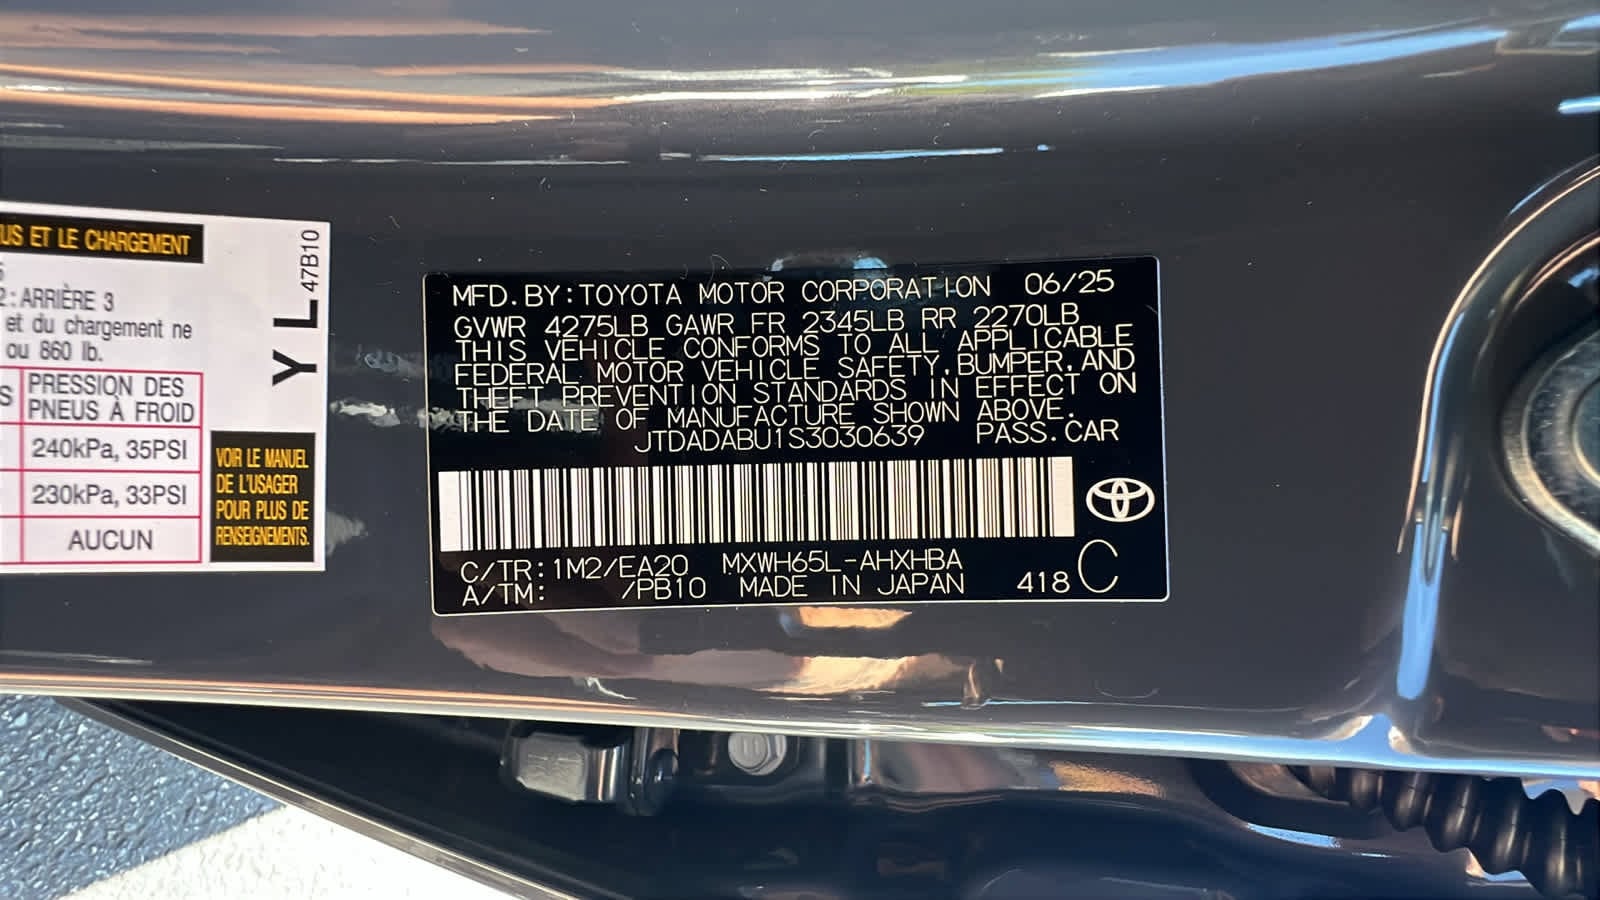 US ET LE CHARGEMENT
2: ARRIÈRE 3
et du chargement ne
ou 860 lb.
PRESSION DES
PNEUS À FROID
240kPa, 35PSI
230kPa, 33PSI
AUCUN
YL 47B10
VOIR LE MANUEL
DE L'USAGER
POUR PLUS DE
RENSEIGNEMENTS.
MFD. BY: TOYOTA MOTOR CORPORATION 06/25
GVWR 4275LB GAWR FR 2345LB RR 2270LB
THIS VEHICLE CONFORMS TO ALL APPLICABLE
FEDERAL MOTOR VEHICLE SAFETY, BUMPER, AND
THEFT PREVENTION STANDARDS IN EFFECT ON
THE DATE OF MANUFACTURE SHOWN ABOVE.
JTDADABU1S3030639 PASS. CAR
C/TR: 1M2/EA20 MXWH65L-AHXHBA
A/TM: /PB10 MADE IN JAPAN 418 C